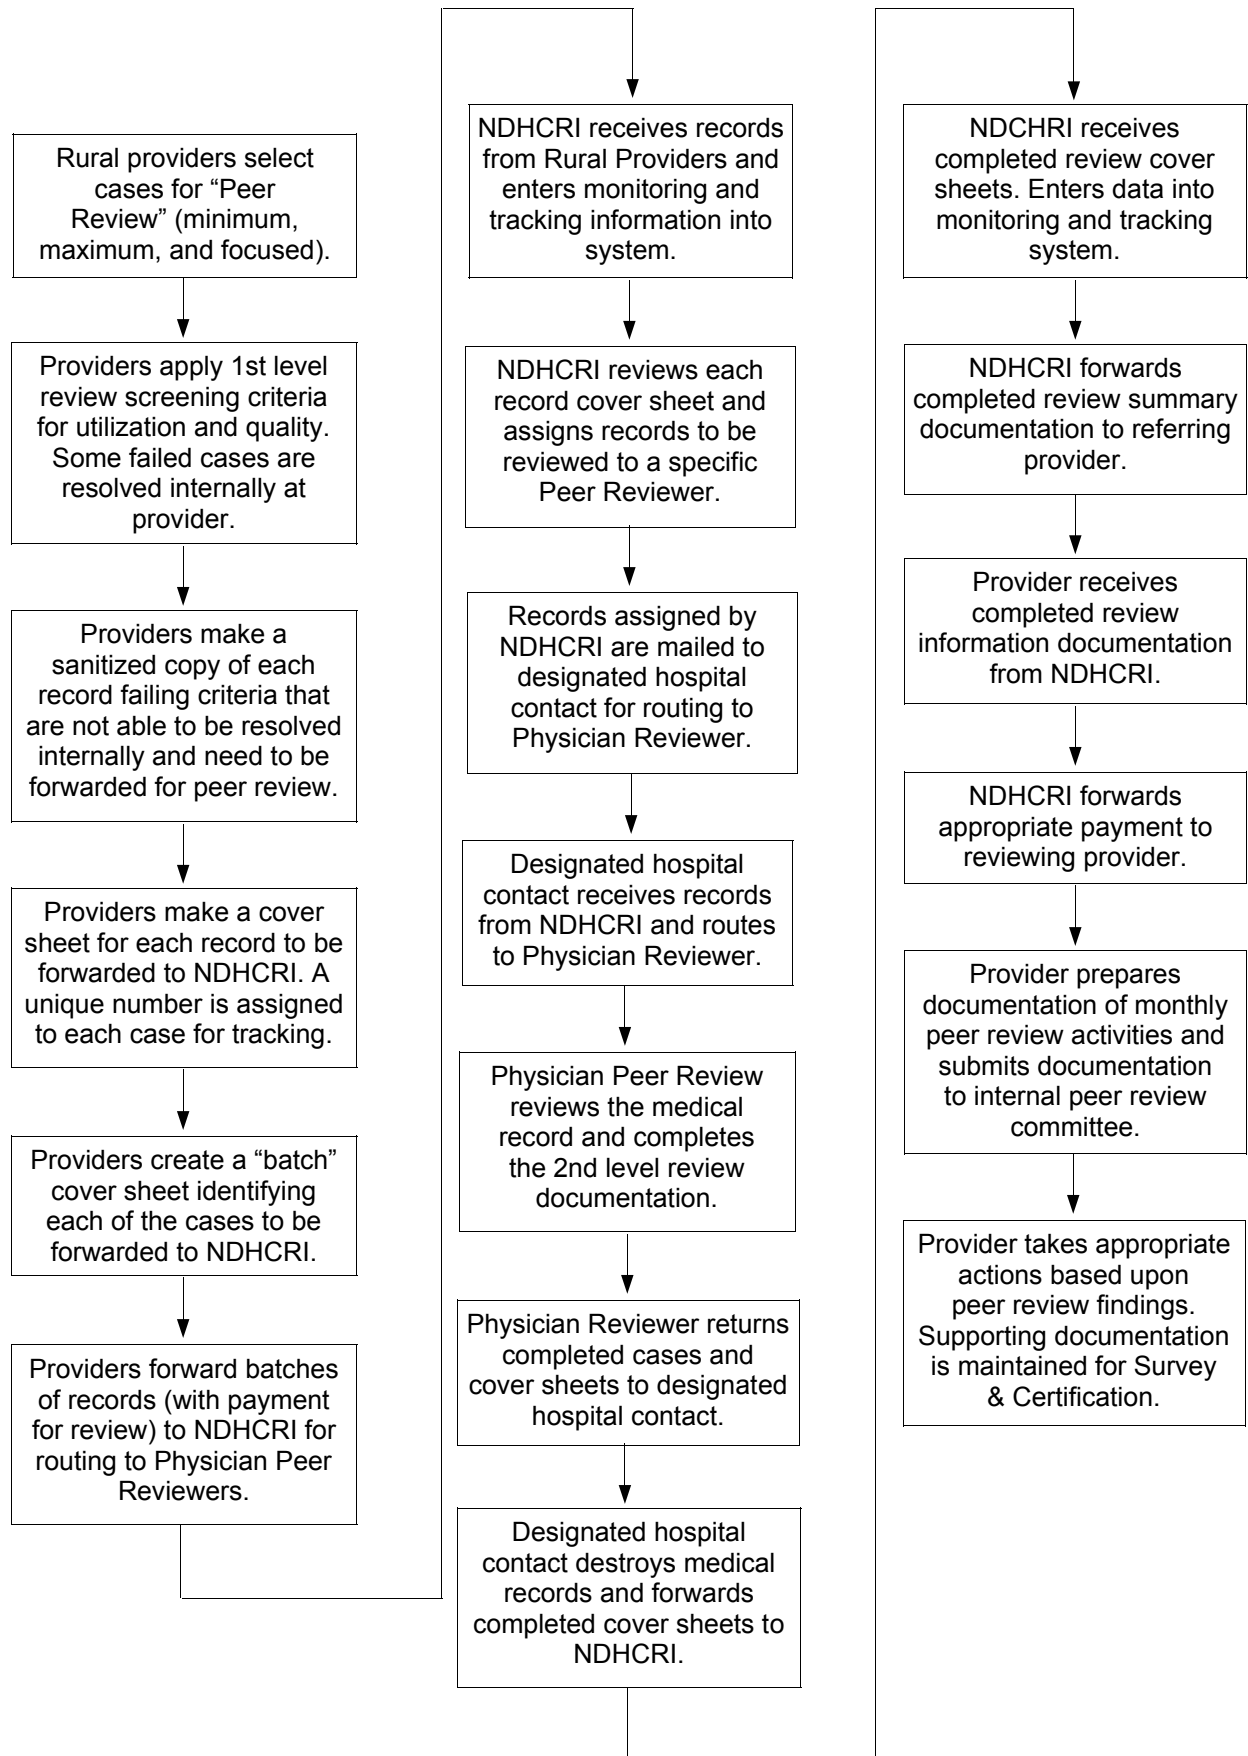 Rural providers select
cases for “Peer
Review” (minimum,
maximum, and focused).
Providers apply 1st level
review screening criteria
for utilization and quality.
Some failed cases are
resolved internally at
provider.
Providers make a
sanitized copy of each
record failing criteria that
are not able to be resolved
internally and need to be
forwarded for peer review.
Providers make a cover
sheet for each record to be
forwarded to NDHCRI. A
unique number is assigned
to each case for tracking.
Providers create a “batch”
cover sheet identifying
each of the cases to be
forwarded to NDHCRI.
Providers forward batches
of records (with payment
for review) to NDHCRI for
routing to Physician Peer
Reviewers.
NDHCRI receives records
from Rural Providers and
enters monitoring and
tracking information into
system.
NDHCRI reviews each
record cover sheet and
assigns records to be
reviewed to a specific
Peer Reviewer.
Records assigned by
NDHCRI are mailed to
designated hospital
contact for routing to
Physician Reviewer.
Designated hospital
contact receives records
from NDHCRI and routes
to Physician Reviewer.
Physician Peer Review
reviews the medical
record and completes
the 2nd level review
documentation.
Physician Reviewer returns
completed cases and
cover sheets to designated
hospital contact.
Designated hospital
contact destroys medical
records and forwards
completed cover sheets to
NDHCRI.
NDCHRI receives
completed review cover
sheets. Enters data into
monitoring and tracking
system.
NDHCRI forwards
completed review summary
documentation to referring
provider.
Provider receives
completed review
information documentation
from NDHCRI.
NDHCRI forwards
appropriate payment to
reviewing provider.
Provider prepares
documentation of monthly
peer review activities and
submits documentation
to internal peer review
committee.
Provider takes appropriate
actions based upon
peer review findings.
Supporting documentation
is maintained for Survey
& Certification.